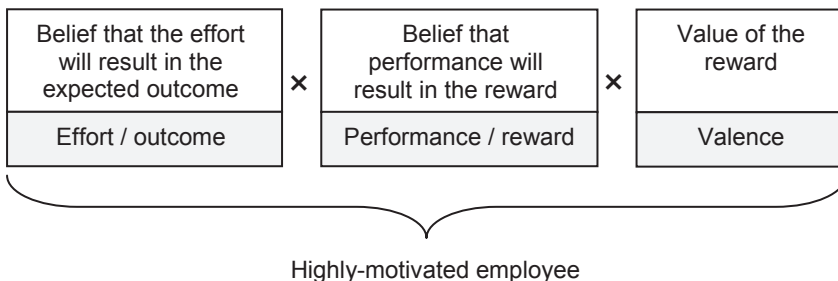 Belief that the effort
will result in the
expected outcome
Effort / outcome
×
Belief that
performance will
result in the reward
Performance / reward
×
Value of the
reward
Valence
Highly-motivated employee